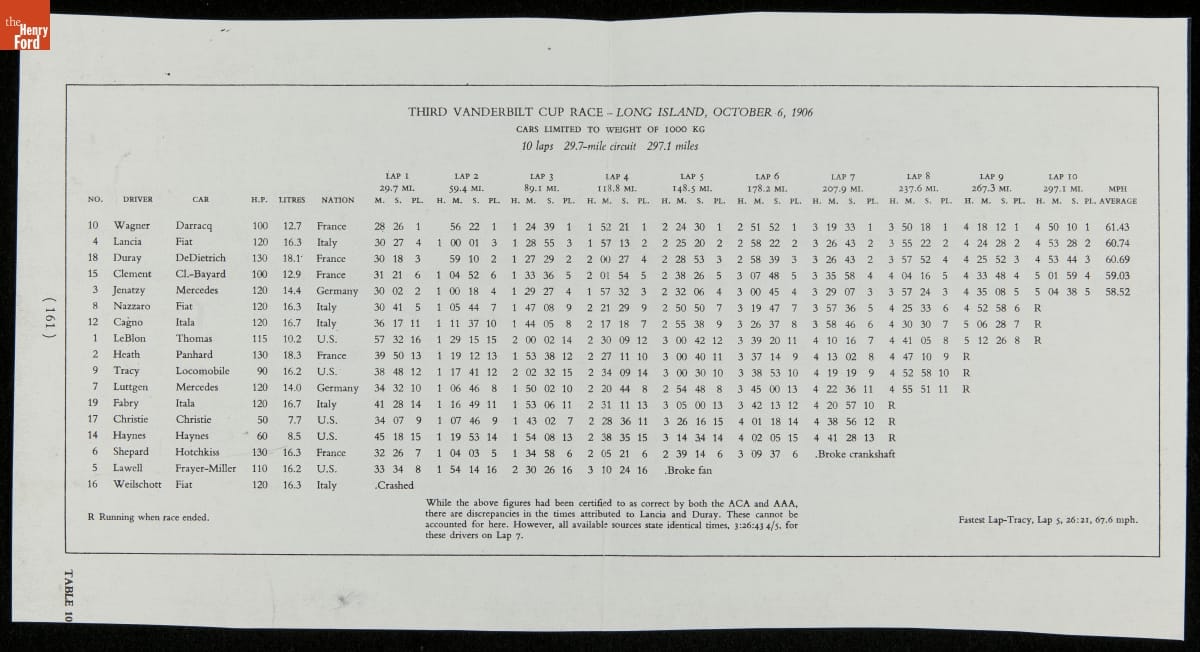 the
Henry
Ford
THIRD VANDERBILT CUP RACE – LONG ISLAND, OCTOBER 6, 1906
CARS LIMITED TO WEIGHT OF 1000 KG
10 laps 29.7-mile circuit 297.1 miles
LAP 1 LAP 2 LAP 3 LAP 4 LAP 5 LAP 6 LAP 7 LAP 8 LAP 9 LAP 10
29.7 MI. 59.4 MI. 89.1 MI. 118.8 MI. 148.5 MI. 178.2 MI. 207.9 MI. 237.6 MI. 267.3 MI. 297.1 MI. MPH
NO. DRIVER CAR H.P. LITRES NATION M. S. PL. H. M. S. PL. H. M. S. PL. H. M. S. PL. H. M. S. PL. H. M. S. PL. H. M. S. PL. H. M. S. PL. H. M. S. PL. H. M. S. PL. AVERAGE
10 Wagner Darracq 100 12.7 France 28 26 1 56 22 1 1 24 39 1 1 52 21 1 2 24 30 1 2 51 52 1 3 19 33 1 3 50 18 1 4 18 12 1 4 50 10 1 61.43
4 Lancia Fiat 120 16.3 Italy 30 27 4 1 00 01 3 1 28 55 3 1 57 13 2 2 25 20 2 2 58 22 2 3 26 43 2 3 55 22 2 4 24 28 2 4 53 28 2 60.74
18 Duray DeDietrich 130 18.1 France 30 18 3 59 10 2 1 27 29 2 2 00 27 4 2 28 53 3 2 58 39 3 3 26 43 2 3 57 52 4 4 25 52 3 4 53 44 3 60.69
15 Clement Cl.-Bayard 100 12.9 France 31 21 6 1 04 52 6 1 33 36 5 2 01 54 5 2 38 26 5 3 07 48 5 3 35 58 4 4 04 16 5 4 33 48 4 5 01 59 4 59.03
3 Jenatzy Mercedes 120 14.4 Germany 30 02 2 1 00 18 4 1 29 27 4 1 57 32 3 2 32 06 4 3 00 45 4 3 29 07 3 3 57 24 3 4 35 08 5 5 04 38 5 58.52
8 Nazzaro Fiat 120 16.3 Italy 30 41 5 1 05 44 7 1 47 08 9 2 21 29 9 2 50 50 7 3 19 47 7 3 57 36 5 4 25 33 6 4 52 58 6 R
12 Cagno Itala 120 16.7 Italy 36 17 11 1 11 37 10 1 44 05 8 2 17 18 7 2 55 38 9 3 26 37 8 3 58 46 6 4 30 30 7 5 06 28 7 R
1 LeBlon Thomas 115 10.2 U.S. 57 32 16 1 29 15 15 2 00 02 14 2 30 09 12 3 00 42 12 3 39 20 11 4 10 16 7 4 41 05 8 5 12 26 8 R
2 Heath Panhard 130 18.3 France 39 50 13 1 19 12 13 1 53 38 12 2 27 11 10 3 00 40 11 3 37 14 9 4 13 02 8 4 47 10 9 R
9 Tracy Locomobile 90 16.2 U.S. 38 48 12 1 17 41 12 2 02 32 15 2 34 09 14 3 00 30 10 3 38 53 10 4 19 19 9 4 52 58 10 R
7 Luttgen Mercedes 120 14.0 Germany 34 32 10 1 06 46 8 1 50 02 10 2 20 44 8 2 54 48 8 3 45 00 13 4 22 36 11 4 55 51 11 R
19 Fabry Itala 120 16.7 Italy 41 28 14 1 16 49 11 1 53 06 11 2 31 11 13 3 05 00 13 3 42 13 12 4 20 57 10 R
17 Christie Christie 50 7.7 U.S. 34 07 9 1 07 46 9 1 43 02 7 2 28 36 11 3 26 16 15 4 01 18 14 4 38 56 12 R
14 Haynes Haynes 60 8.5 U.S. 45 18 15 1 19 53 14 1 54 08 13 2 38 35 15 3 14 34 14 4 02 05 15 4 41 28 13 R
6 Shepard Hotchkiss 130 16.3 France 32 26 7 1 04 03 5 1 34 58 6 2 05 21 6 2 39 14 6 3 09 37 6 .Broke crankshaft
5 Lawell Frayer-Miller 110 16.2 U.S. 33 34 8 1 54 14 16 2 30 26 16 3 10 24 16 .Broke fan
16 Weilschott Fiat 120 16.3 Italy .Crashed
R Running when race ended.
While the above figures had been certified to as correct by both the ACA and AAA,
there are discrepancies in the times attributed to Lancia and Duray. These cannot be
accounted for here. However, all available sources state identical times, 3:26:43 4/5, for
these drivers on Lap 7.
Fastest Lap-Tracy, Lap 5, 26:21, 67.6 mph.
( 161 )
TABLE 10